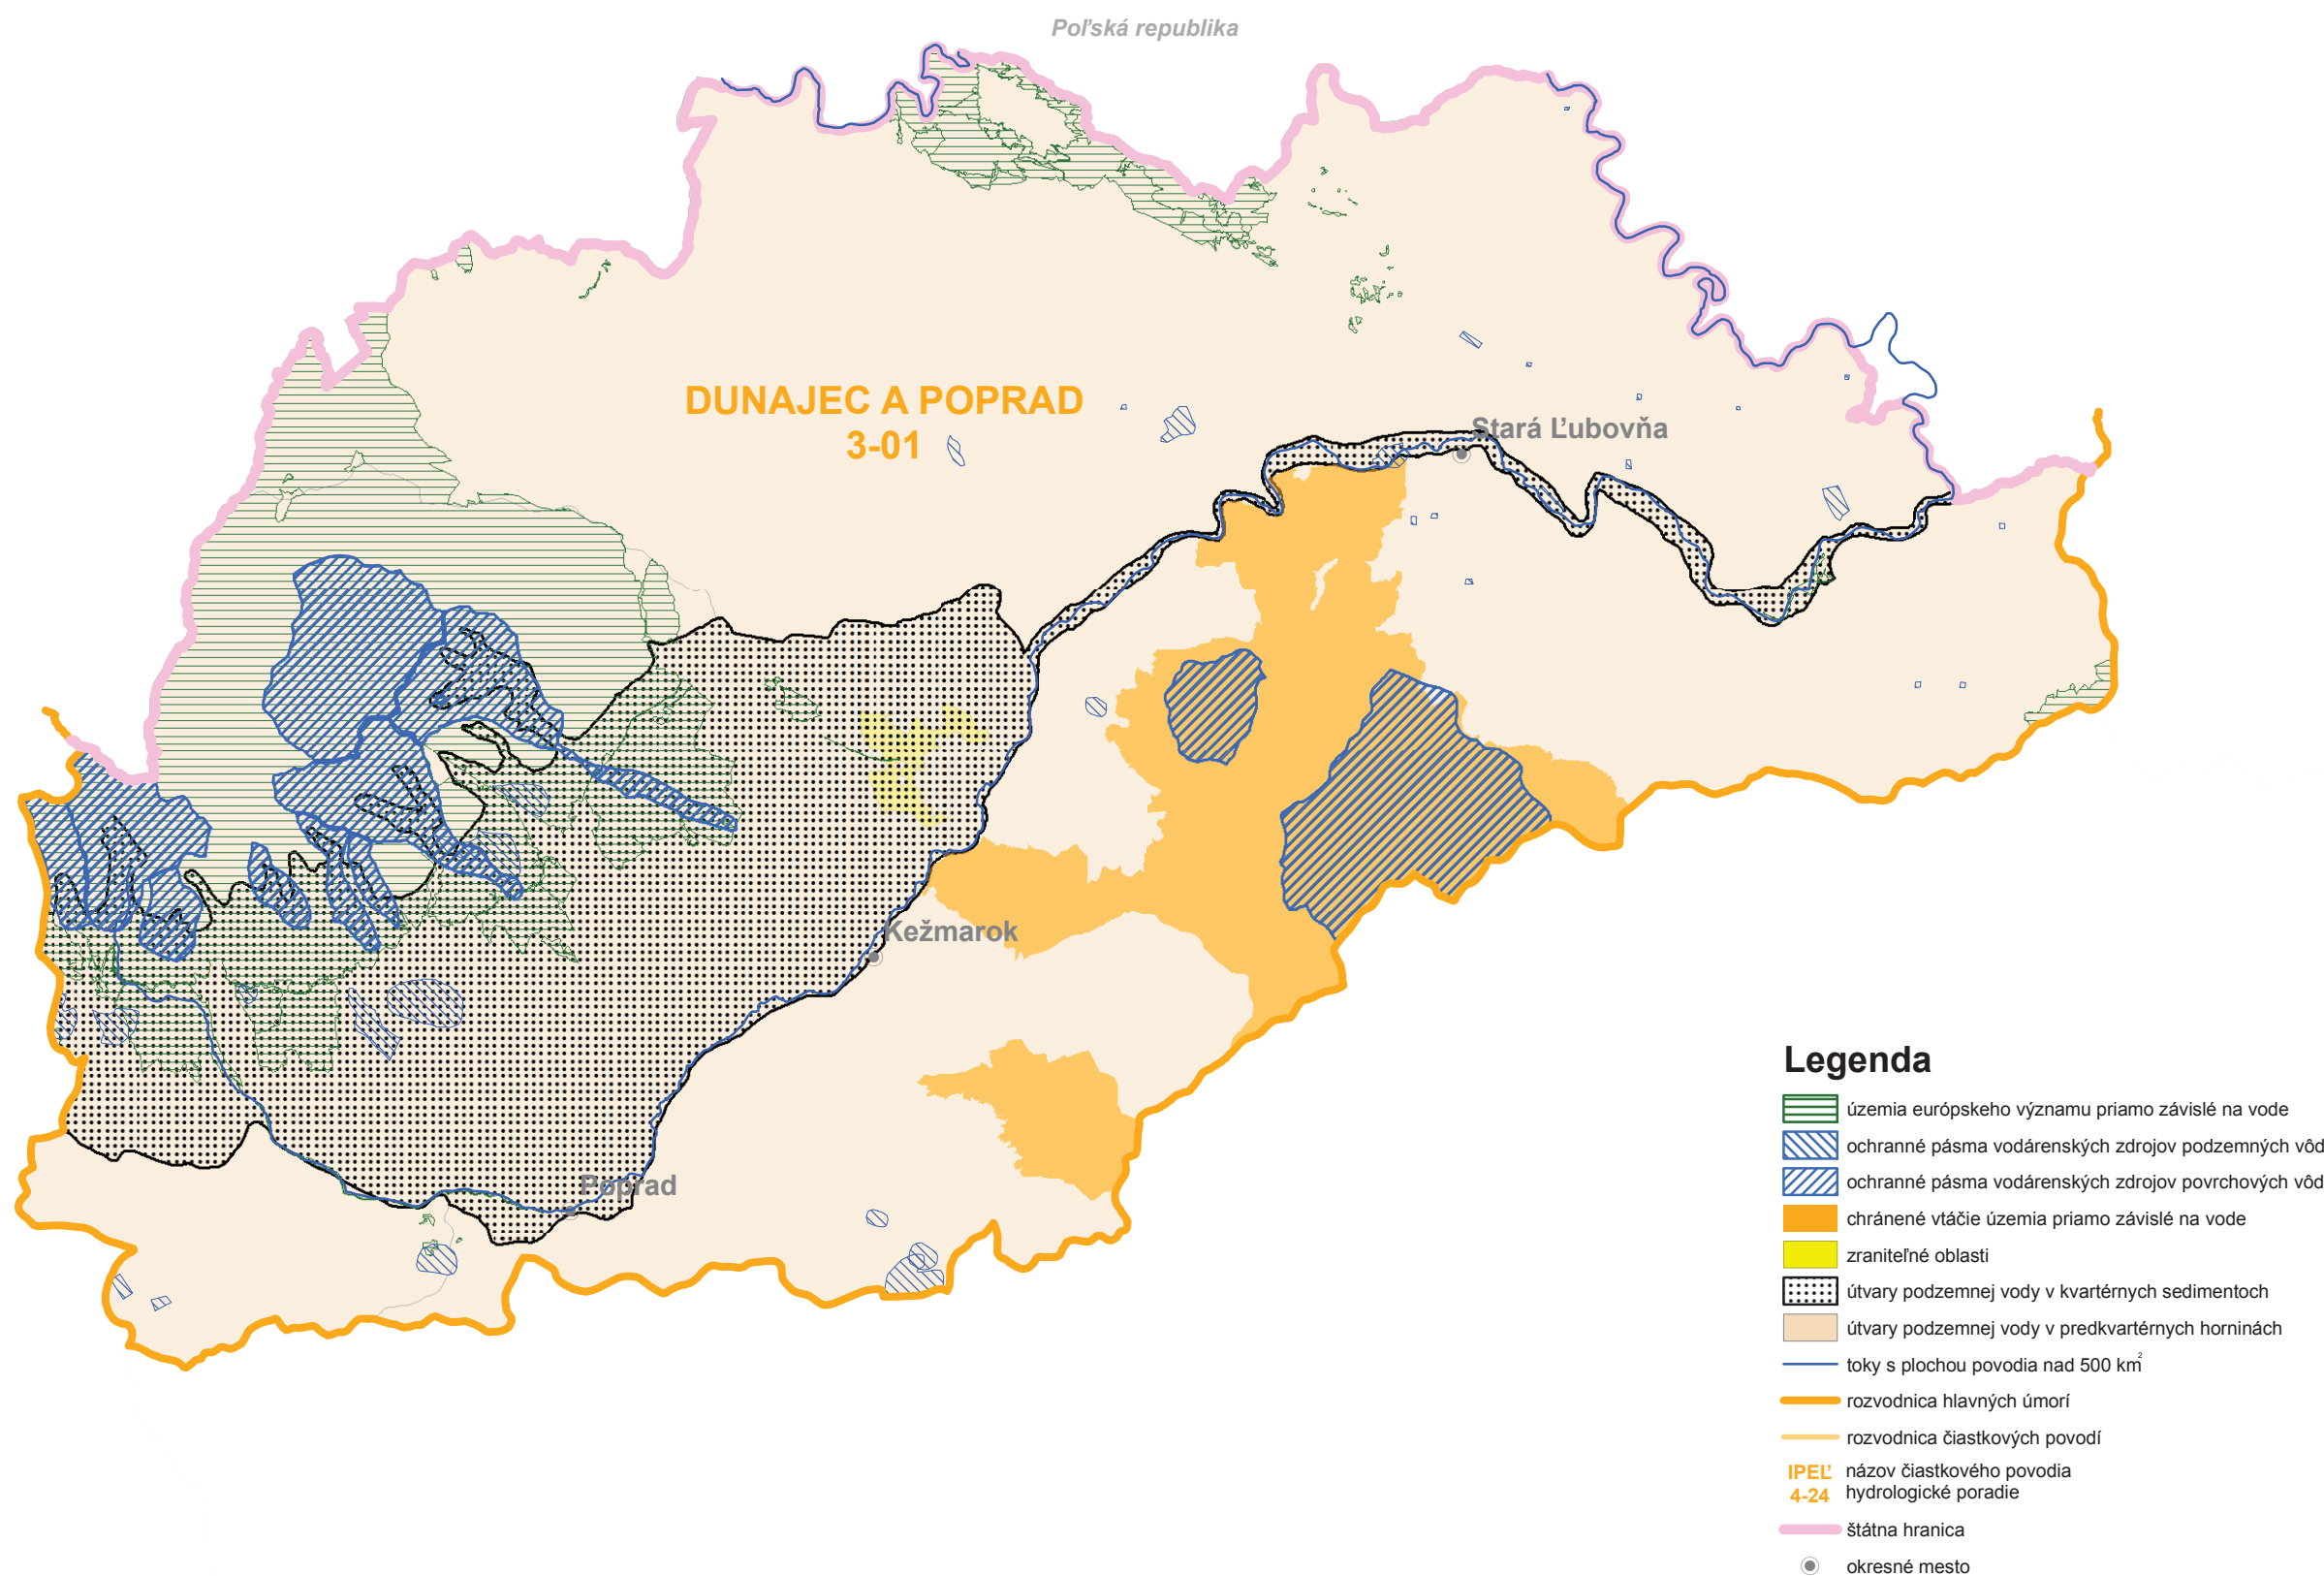 Poľská republika
DUNAJEC A POPRAD
3-01
Stará Ľubovňa
Kežmarok
Poprad
Legenda
územia európskeho významu priamo závislé na vode
ochranné pásma vodárenských zdrojov podzemných vôd
ochranné pásma vodárenských zdrojov povrchových vôd
chránené vtáčie územia priamo závislé na vode
zraniteľné oblasti
útvary podzemnej vody v kvartérnych sedimentoch
útvary podzemnej vody v predkvartérnych horninách
toky s plochou povodia nad 500 km²
rozvodnica hlavných úmorí
rozvodnica čiastkových povodí
IPEĽ názov čiastkového povodia
4-24 hydrologické poradie
štátna hranica
okresné mesto